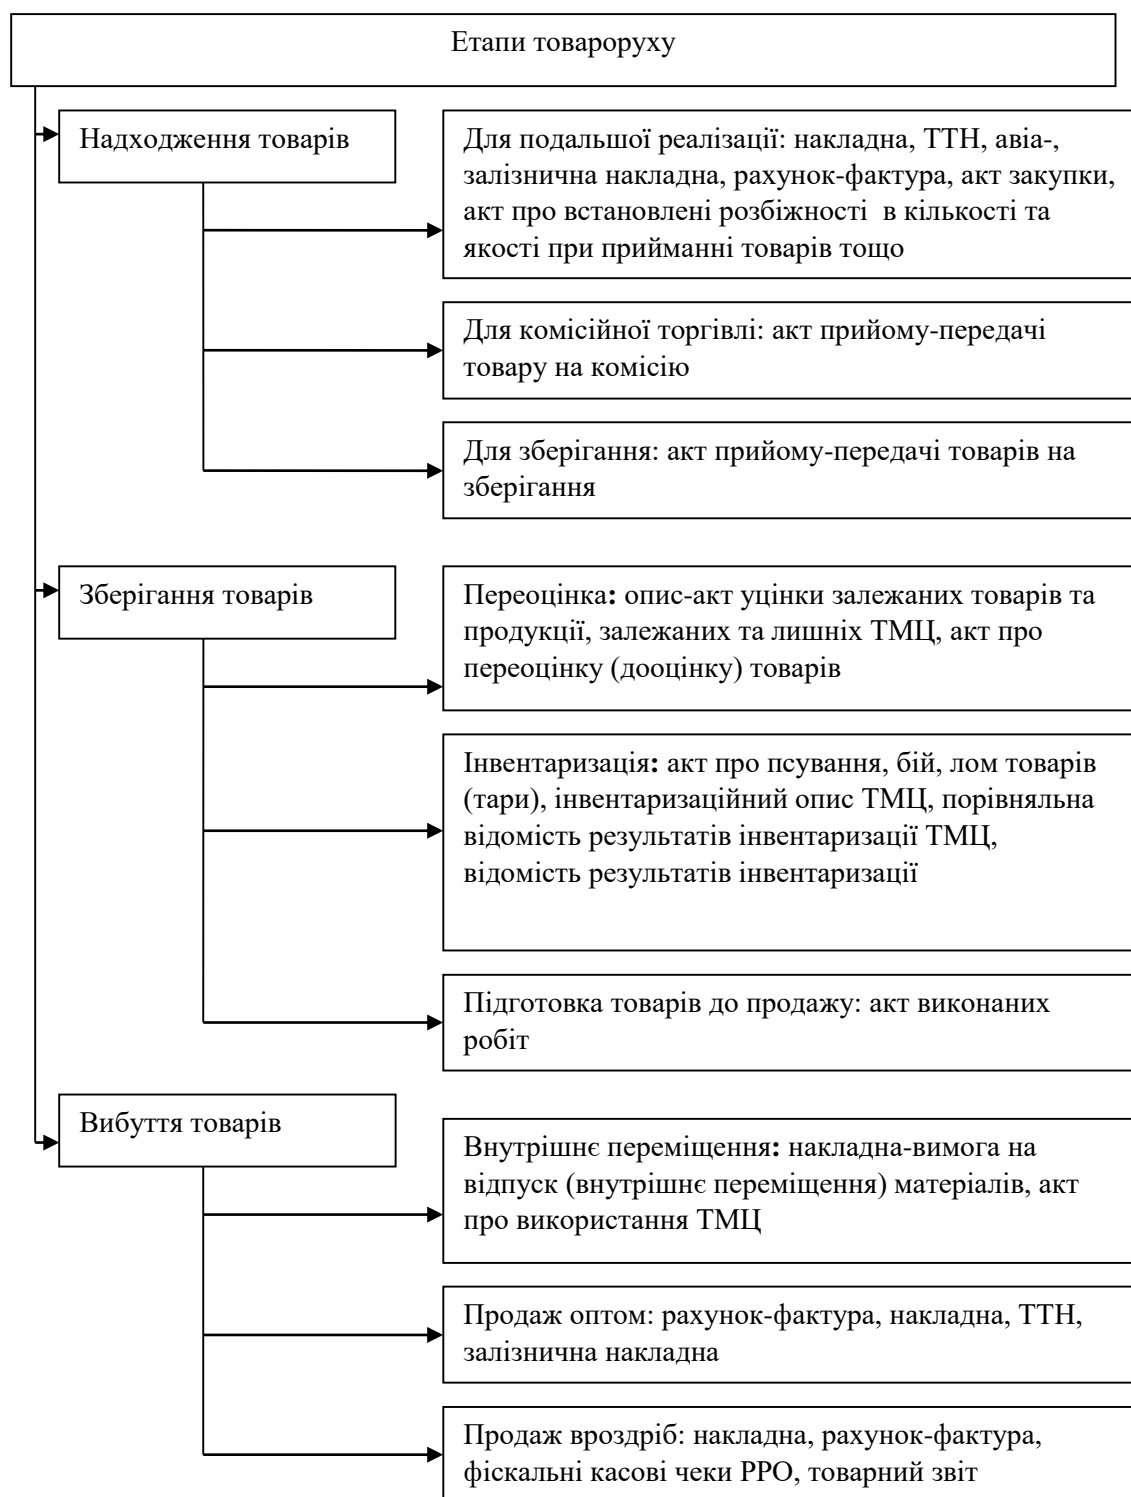 Етапи товароруху
Надходження товарів
Для подальшої реалізації: накладна, ТТН, авіа-,
залізнична накладна, рахунок-фактура, акт закупки,
акт про встановлені розбіжності в кількості та
якості при прийманні товарів тощо
Для комісійної торгівлі: акт прийому-передачі
товару на комісію
Для зберігання: акт прийому-передачі товарів на
зберігання
Зберігання товарів
Переоцінка: опис-акт уцінки залежаних товарів та
продукції, залежаних та лишніх ТМЦ, акт про
переоцінку (дооцінку) товарів
Інвентаризація: акт про псування, бій, лом товарів
(тари), інвентаризаційний опис ТМЦ, порівняльна
відомість результатів інвентаризації ТМЦ,
відомість результатів інвентаризації
Підготовка товарів до продажу: акт виконаних
робіт
Вибуття товарів
Внутрішнє переміщення: накладна-вимога на
відпуск (внутрішнє переміщення) матеріалів, акт
про використання ТМЦ
Продаж оптом: рахунок-фактура, накладна, ТТН,
залізнична накладна
Продаж вроздріб: накладна, рахунок-фактура,
фіскальні касові чеки РРО, товарний звіт